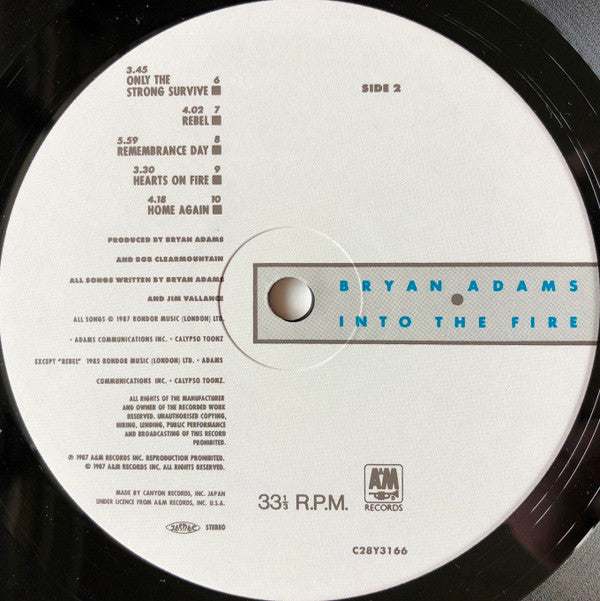 3.45
ONLY THE 6
STRONG SURVIVE
4.02 7
REBEL
5.59 8
REMEMBRANCE DAY
3.30 9
HEARTS ON FIRE
4.18 10
HOME AGAIN
SIDE 2
PRODUCED BY BRYAN ADAMS
AND BOB CLEARMOUNTAIN
ALL SONGS WRITTEN BY BRYAN ADAMS
AND JIM VALLANCE
ALL SONGS © 1987 RONDOR MUSIC (LONDON) LTD.
• ADAMS COMMUNICATIONS INC. • CALYPSO TOONZ
EXCEPT "REBEL" 1985 RONDOR MUSIC (LONDON) LTD. • ADAMS
COMMUNICATIONS INC. • CALYPSO TOONZ.
BRYAN ADAMS
INTO THE FIRE
ALL RIGHTS OF THE MANUFACTURER
AND OWNER OF THE RECORDED WORK
RESERVED. UNAUTHORISED COPYING,
HIRING, LENDING, PUBLIC PERFORMANCE
AND BROADCASTING OF THIS RECORD
PROHIBITED.
℗ 1987 A&M RECORDS INC. REPRODUCTION PROHIBITED.
© 1987 A&M RECORDS INC. ALL RIGHTS RESERVED.
MADE BY CANYON RECORDS, INC. JAPAN
UNDER LICENCE FROM A&M RECORDS, INC. U.S.A.
JASRAC STEREO
33⅓ R.P.M.
A&M
RECORDS
C28Y3166